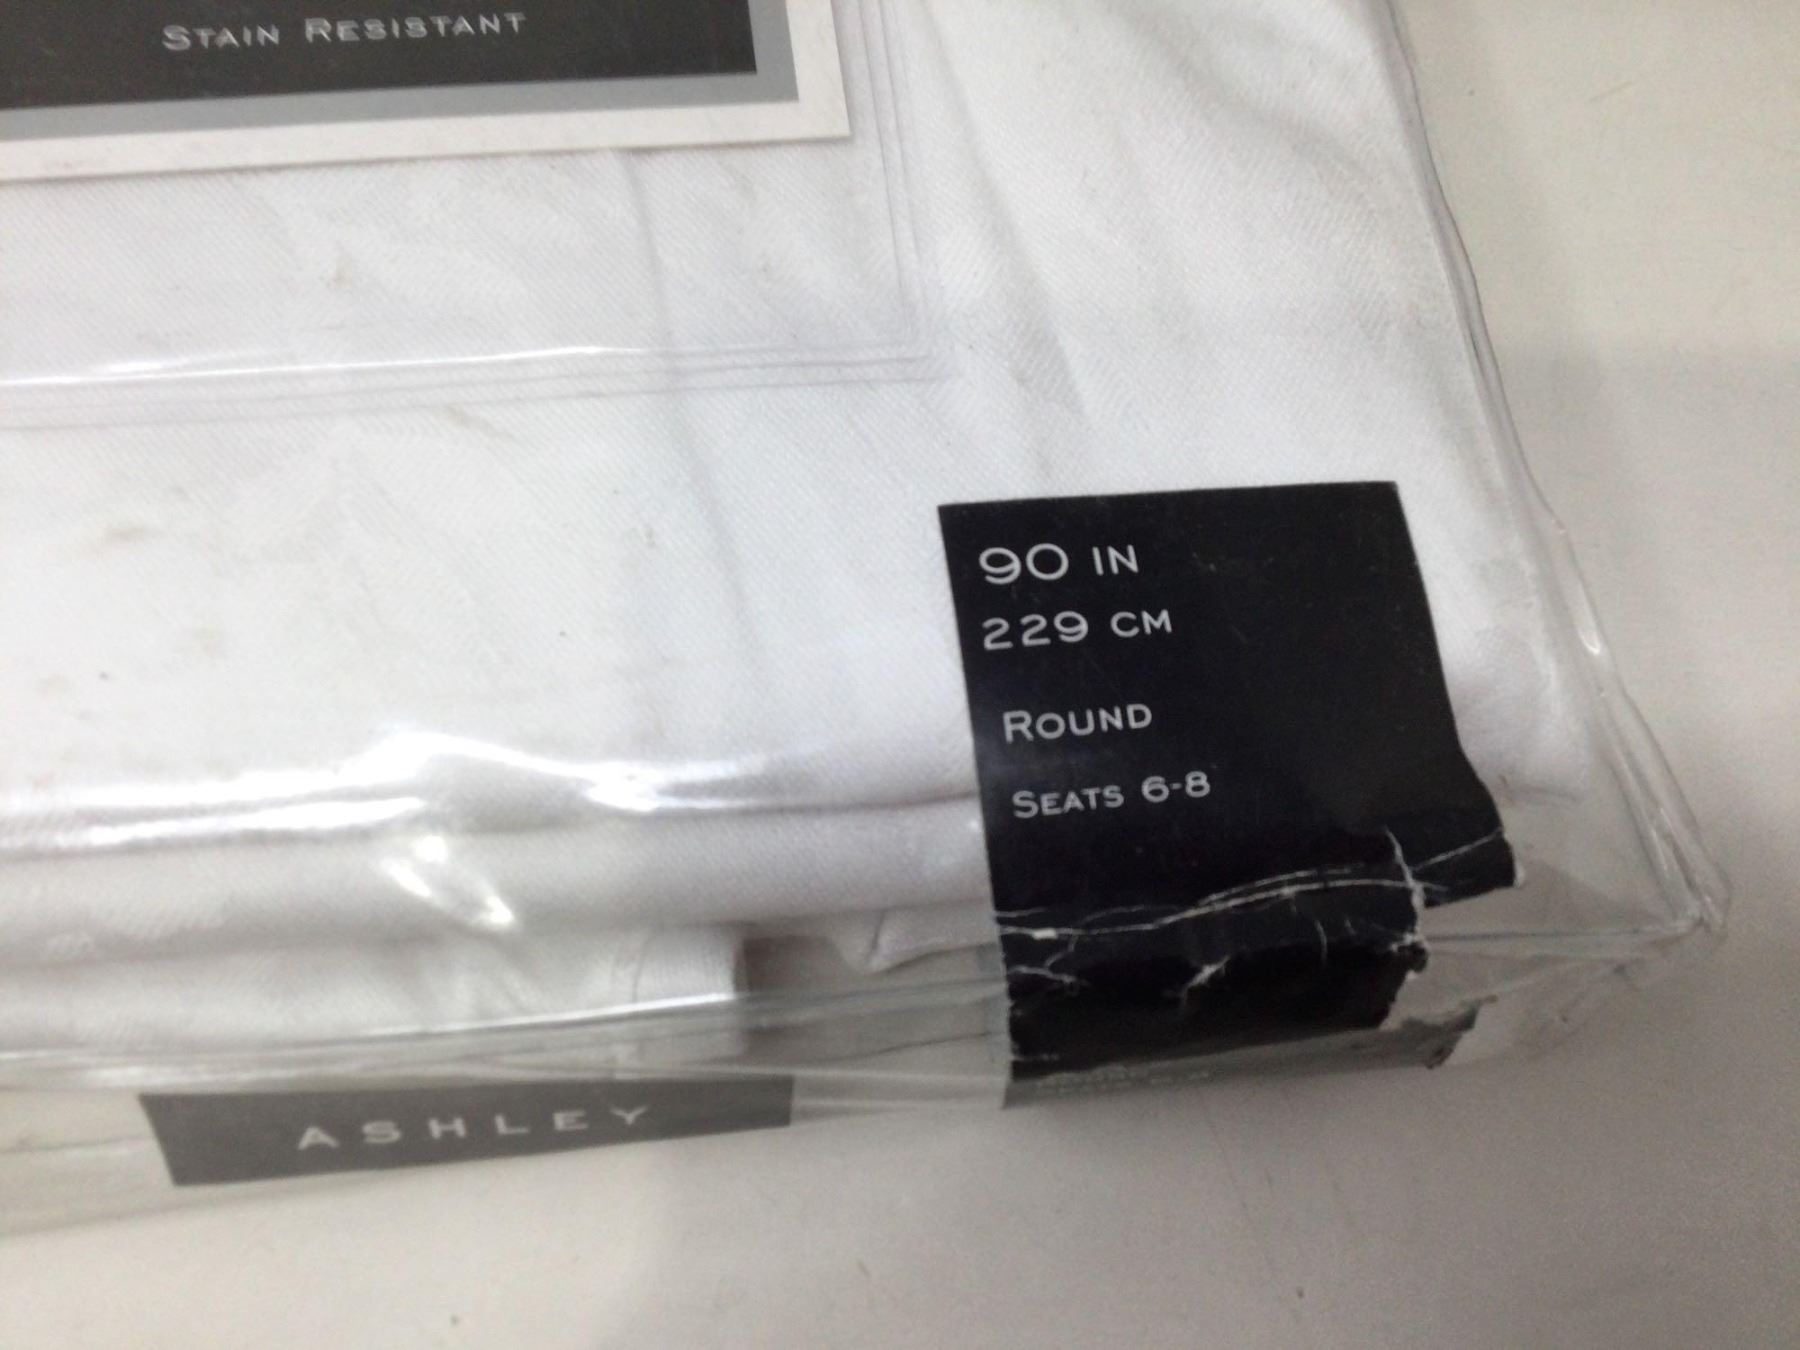 STAIN RESISTANT
90 IN
229 CM
ROUND
SEATS 6-8
ASHLEY